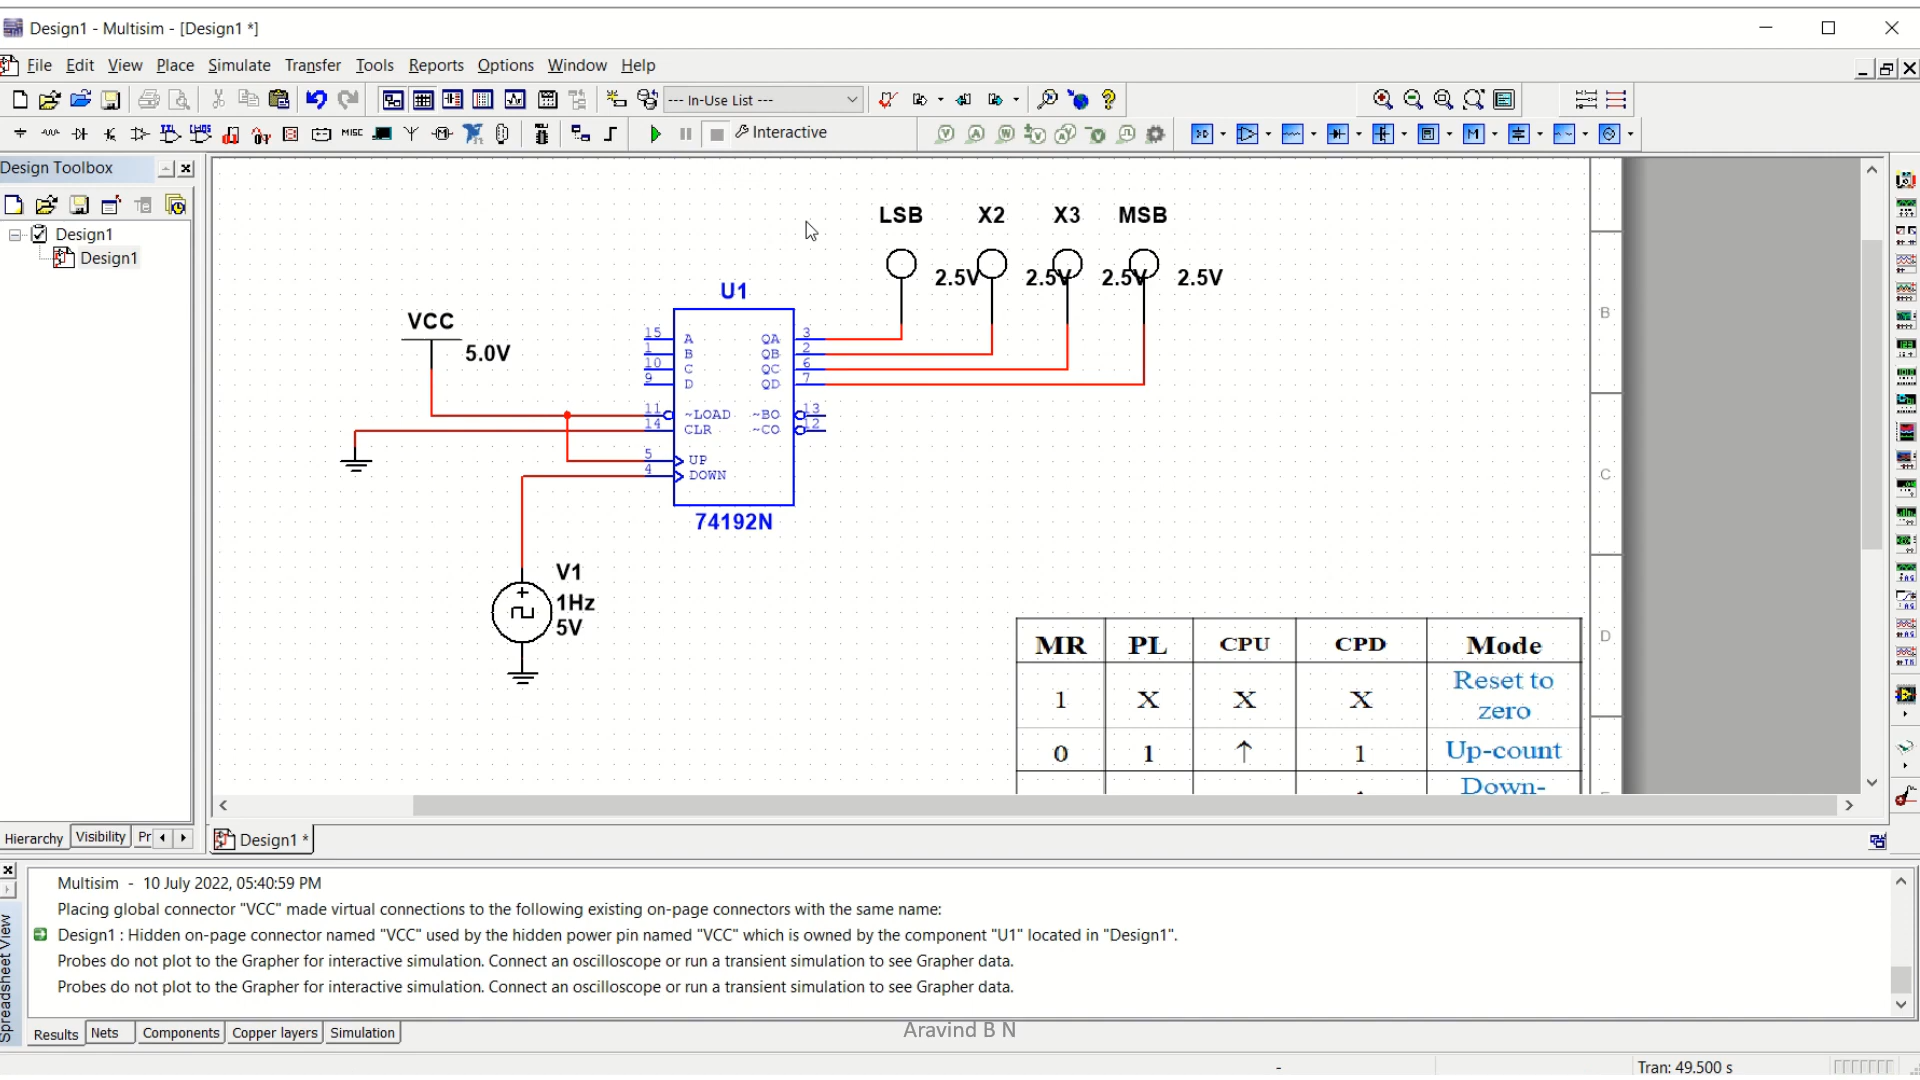 Design1 - Multisim - [Design1 *]
File Edit View Place Simulate Transfer Tools Reports Options Window Help
--- In-Use List ---
MISC
Interactive
Design Toolbox
Design1
Design1
LSB X2 X3 MSB
2.5V 2.5V 2.5V 2.5V
U1
VCC
5.0V
15 A QA 3
1 B QB 2
10 C QC 6
9 D QD 7
11 ~LOAD ~BO 13
14 CLR ~CO 12
5 UP
4 DOWN
74192N
V1
1Hz
5V
B
C
D
MR PL CPU CPD Mode
1 X X X Reset to
zero
0 1 ↑ 1 Up-count
Down-
Hierarchy Visibility Pr
Design1 *
Multisim - 10 July 2022, 05:40:59 PM
Placing global connector "VCC" made virtual connections to the following existing on-page connectors with the same name:
Design1 : Hidden on-page connector named "VCC" used by the hidden power pin named "VCC" which is owned by the component "U1" located in "Design1".
Probes do not plot to the Grapher for interactive simulation. Connect an oscilloscope or run a transient simulation to see Grapher data.
Probes do not plot to the Grapher for interactive simulation. Connect an oscilloscope or run a transient simulation to see Grapher data.
Spreadsheet View
Results Nets Components Copper layers Simulation
Aravind B N
- Tran: 49.500 s